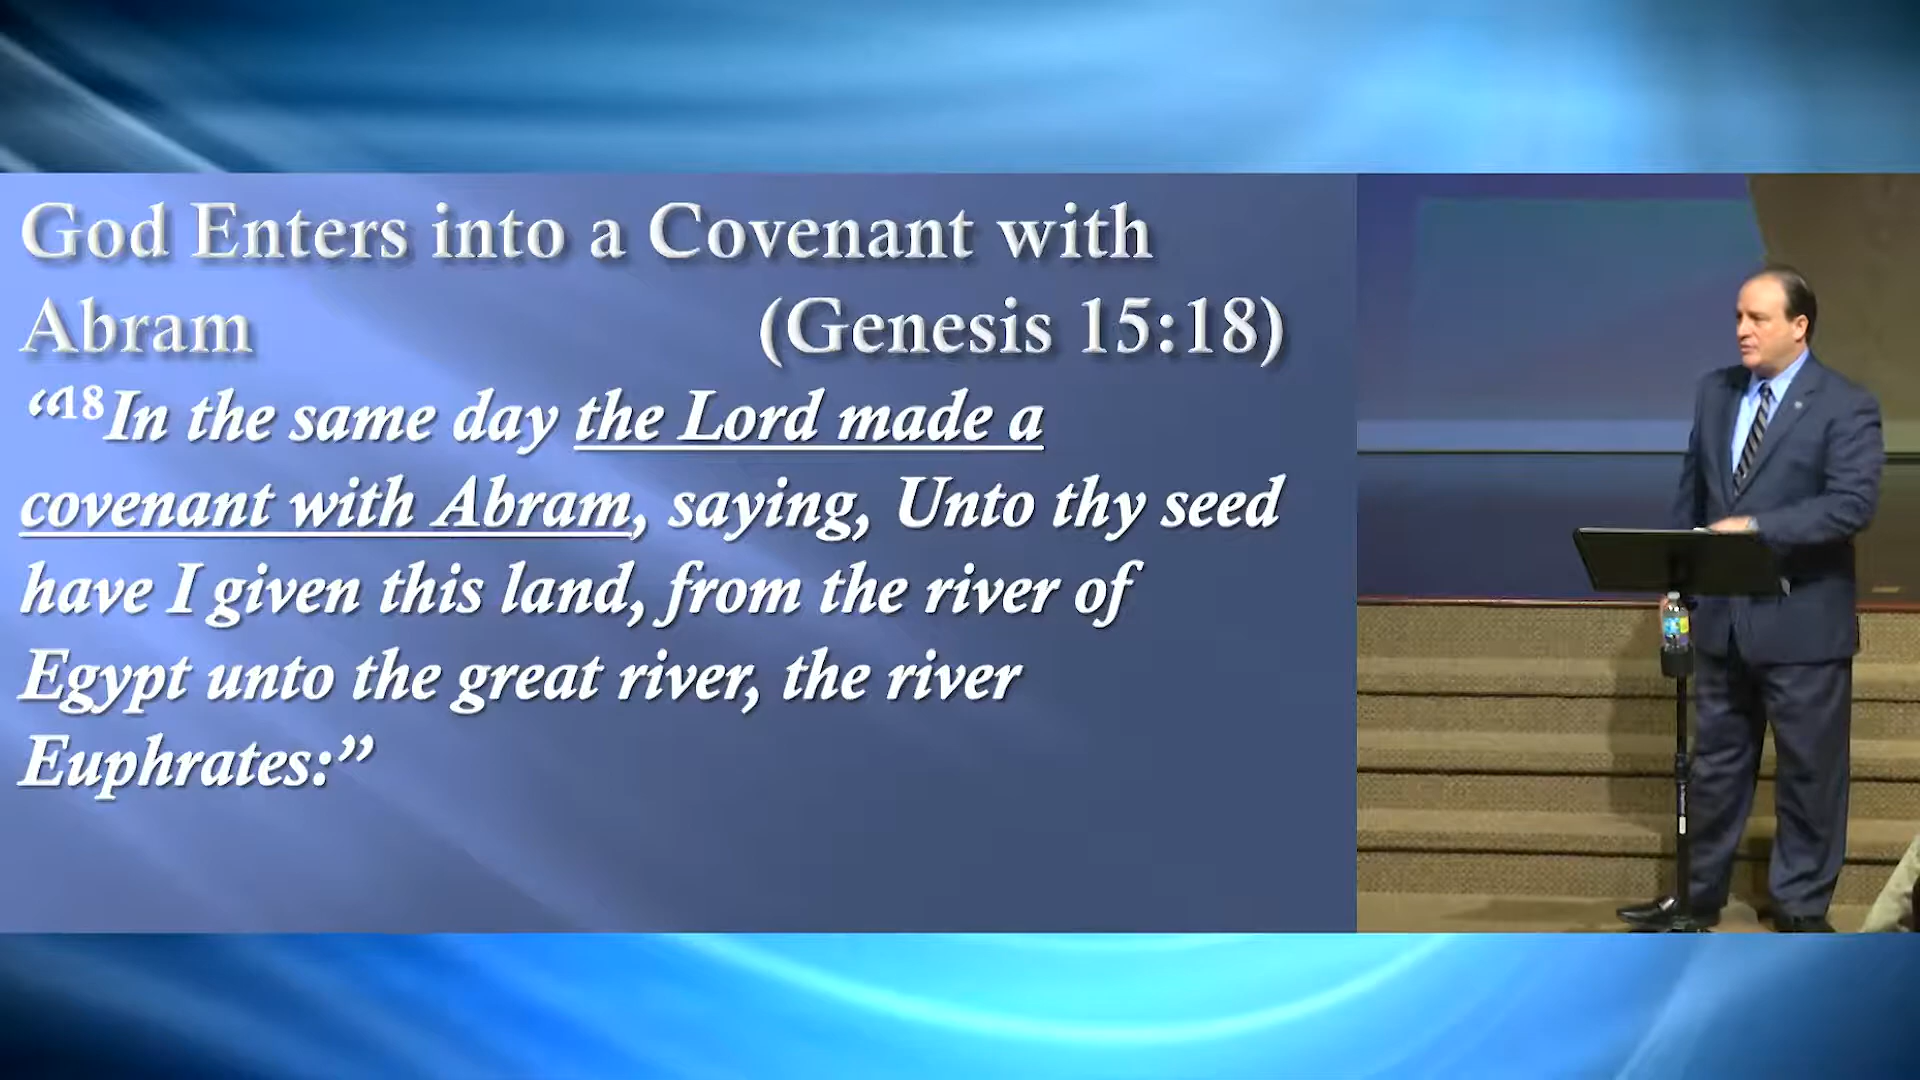 God Enters into a Covenant with
Abram (Genesis 15:18)
“18In the same day the Lord made a
covenant with Abram, saying, Unto thy seed
have I given this land, from the river of
Egypt unto the great river, the river
Euphrates:”